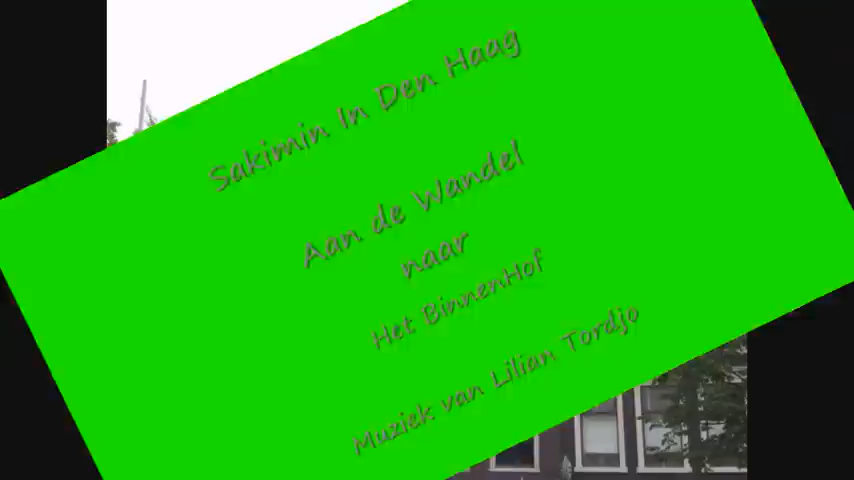 Sakimin In Den Haag
Aan de Wandel
naar
Het BinnenHof
Muziek van Lilian Tordjo